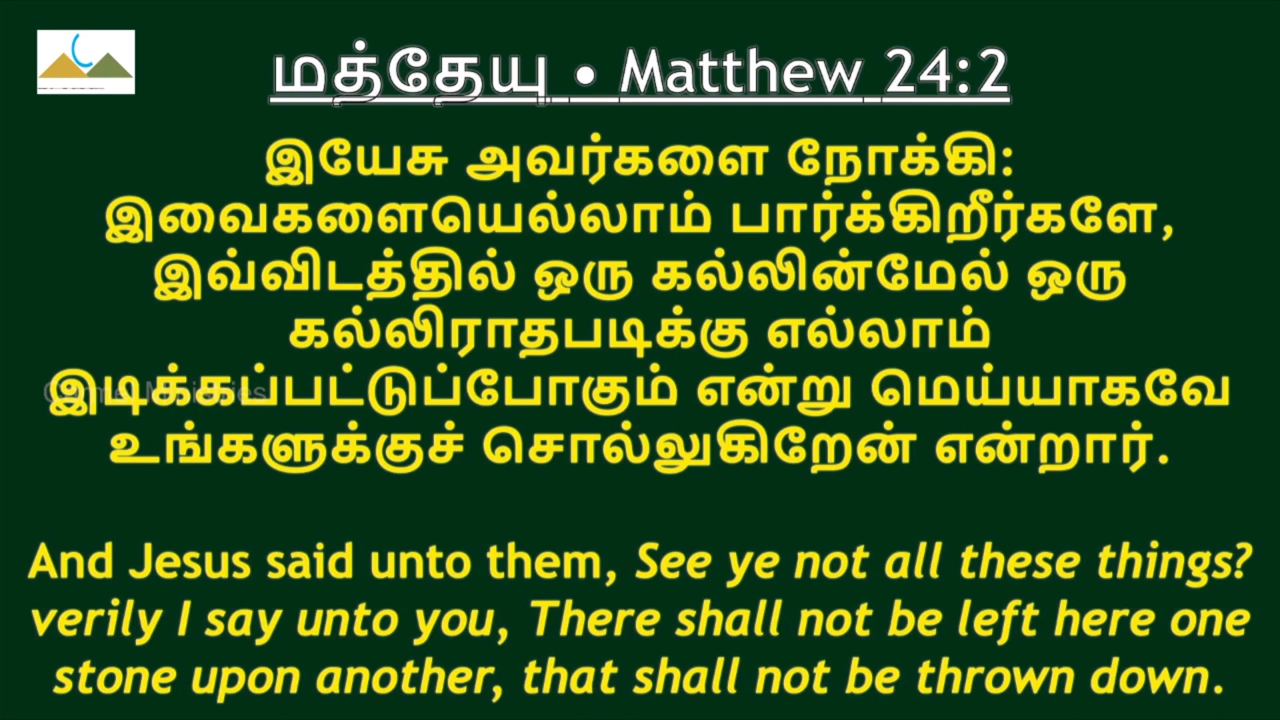 மத்தேயு • Matthew 24:2
இயேசு அவர்களை நோக்கி:
இவைகளையெல்லாம் பார்க்கிறீர்களே,
இவ்விடத்தில் ஒரு கல்லின்மேல் ஒரு
கல்லிராதபடிக்கு எல்லாம்
இடிக்கப்பட்டுப்போகும் என்று மெய்யாகவே
உங்களுக்குச் சொல்லுகிறேன் என்றார்.
And Jesus said unto them, See ye not all these things?
verily I say unto you, There shall not be left here one
stone upon another, that shall not be thrown down.